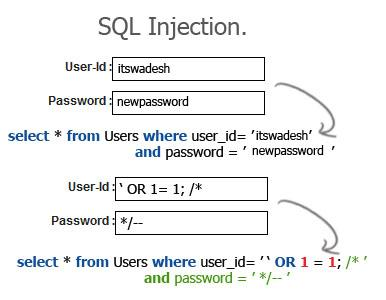 SQL Injection.
User-Id : itswadesh
Password : newpassword
select * from Users where user_id= ’itswadesh’
and password = ’ newpassword ’
User-Id : ‘ OR 1= 1; /*
Password : */--
select * from Users where user_id= ’‘ OR 1 = 1; /* ’
and password = ’ */-- ’